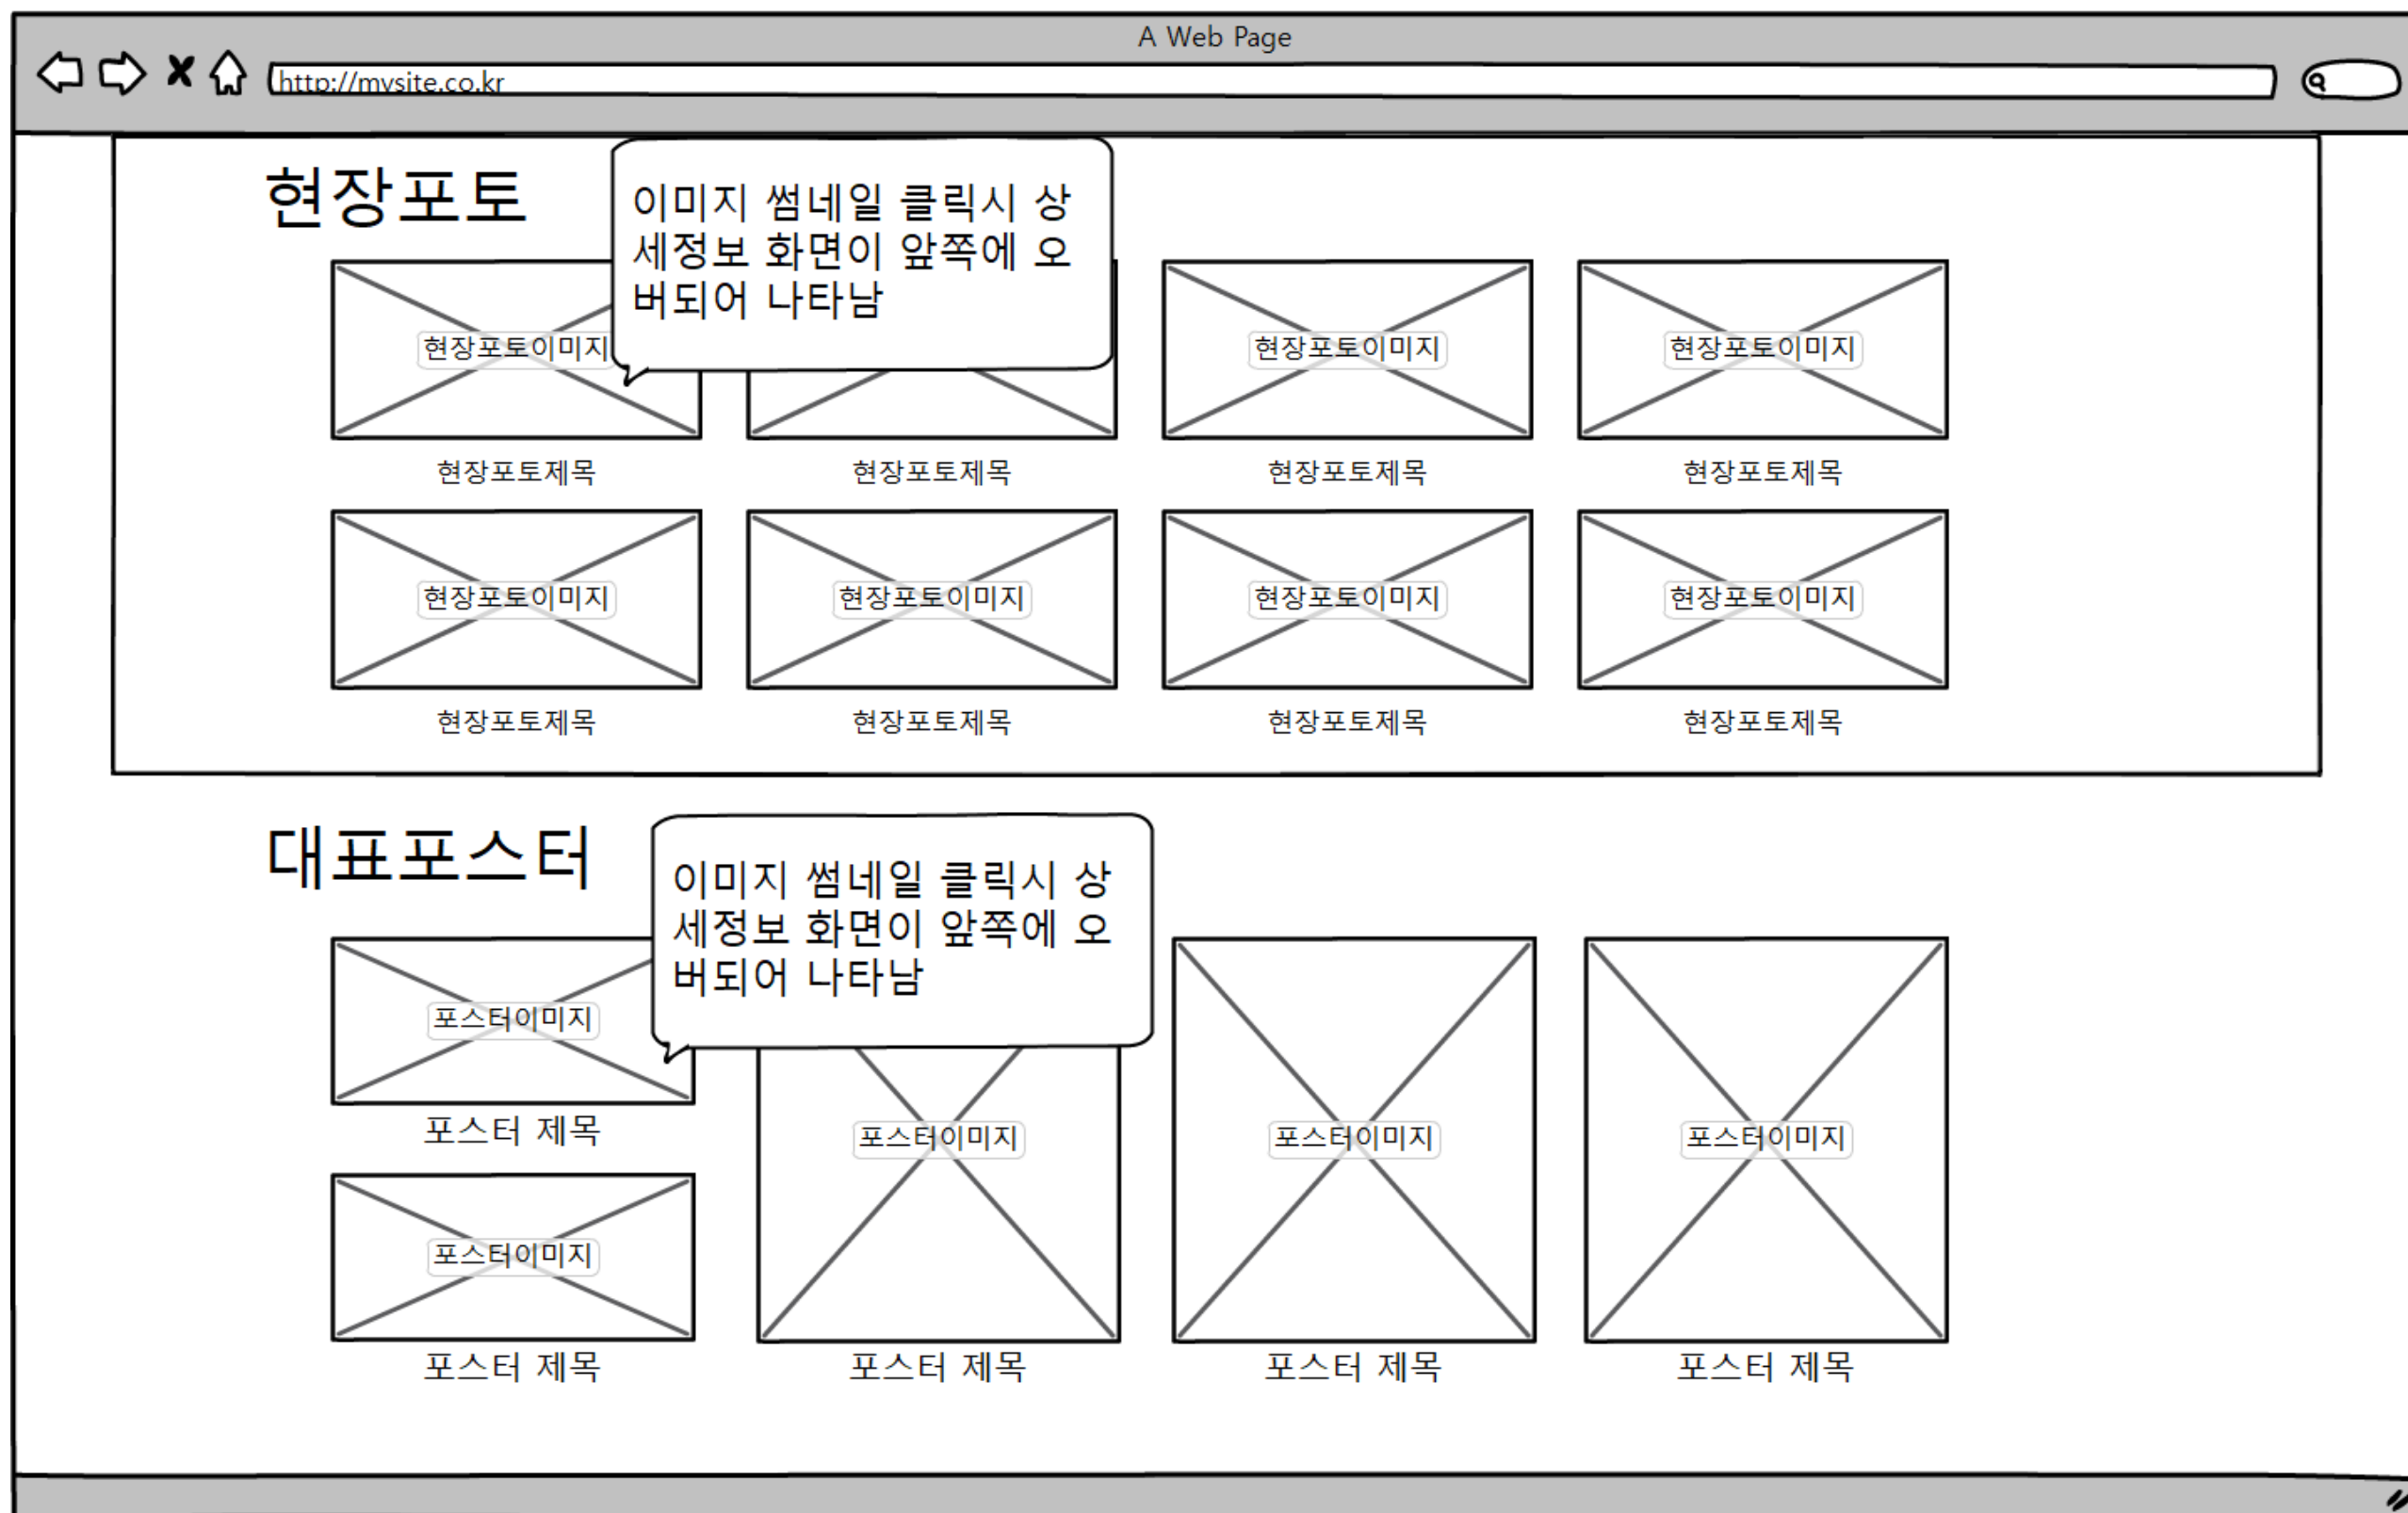 A Web Page
http://mysite.co.kr
현장포토
이미지 썸네일 클릭시 상
세정보 화면이 앞쪽에 오
버되어 나타남
현장포토이미지
현장포토이미지
현장포토이미지
현장포토제목
현장포토제목
현장포토제목
현장포토제목
현장포토이미지
현장포토이미지
현장포토이미지
현장포토이미지
현장포토제목
현장포토제목
현장포토제목
현장포토제목
대표포스터
이미지 썸네일 클릭시 상
세정보 화면이 앞쪽에 오
버되어 나타남
포스터이미지
포스터 제목
포스터이미지
포스터 제목
포스터이미지
포스터 제목
포스터이미지
포스터 제목
포스터이미지
포스터 제목